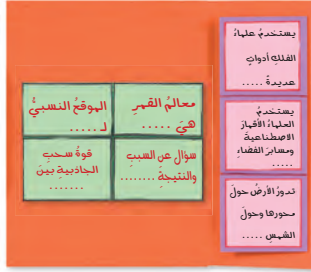 يستخدمُ علماءُ
الفلكِ أدواتٍ
عديدةً .....
يستخدمُ
العلماءُ الأقمارَ
الاصطناعيةَ
ومسابرَ الفضاءِ
.....
تدورُ الأرضُ حولَ
محورِها وحولَ
الشمسِ .....
معالمُ القمرِ
هيَ .....
الموقعُ النسبيُّ
لـ .....
سؤال عن السببِ
والنتيجةِ ........
قوةُ سحبِ
الجاذبيةِ بينَ
.......